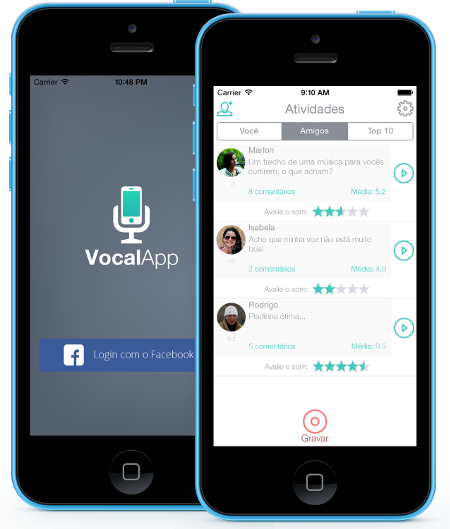 Carrier 10:48 PM
VocalApp
Login com o Facebook
Carrier 9:10 AM
Atividades
Você Amigos Top 10
Marlon
Um trecho de uma música para vocês
curtirem, o que acham?
8 comentários Média: 5.2
Avalie o som:
Isabela
Acho que minha voz não está muito
boa!
4d
2 comentários Média: 4.0
Avalie o som:
Rodrigo
Piadinha ótima...
6d
5 comentários Média: 9.5
Avalie o som:
Gravar